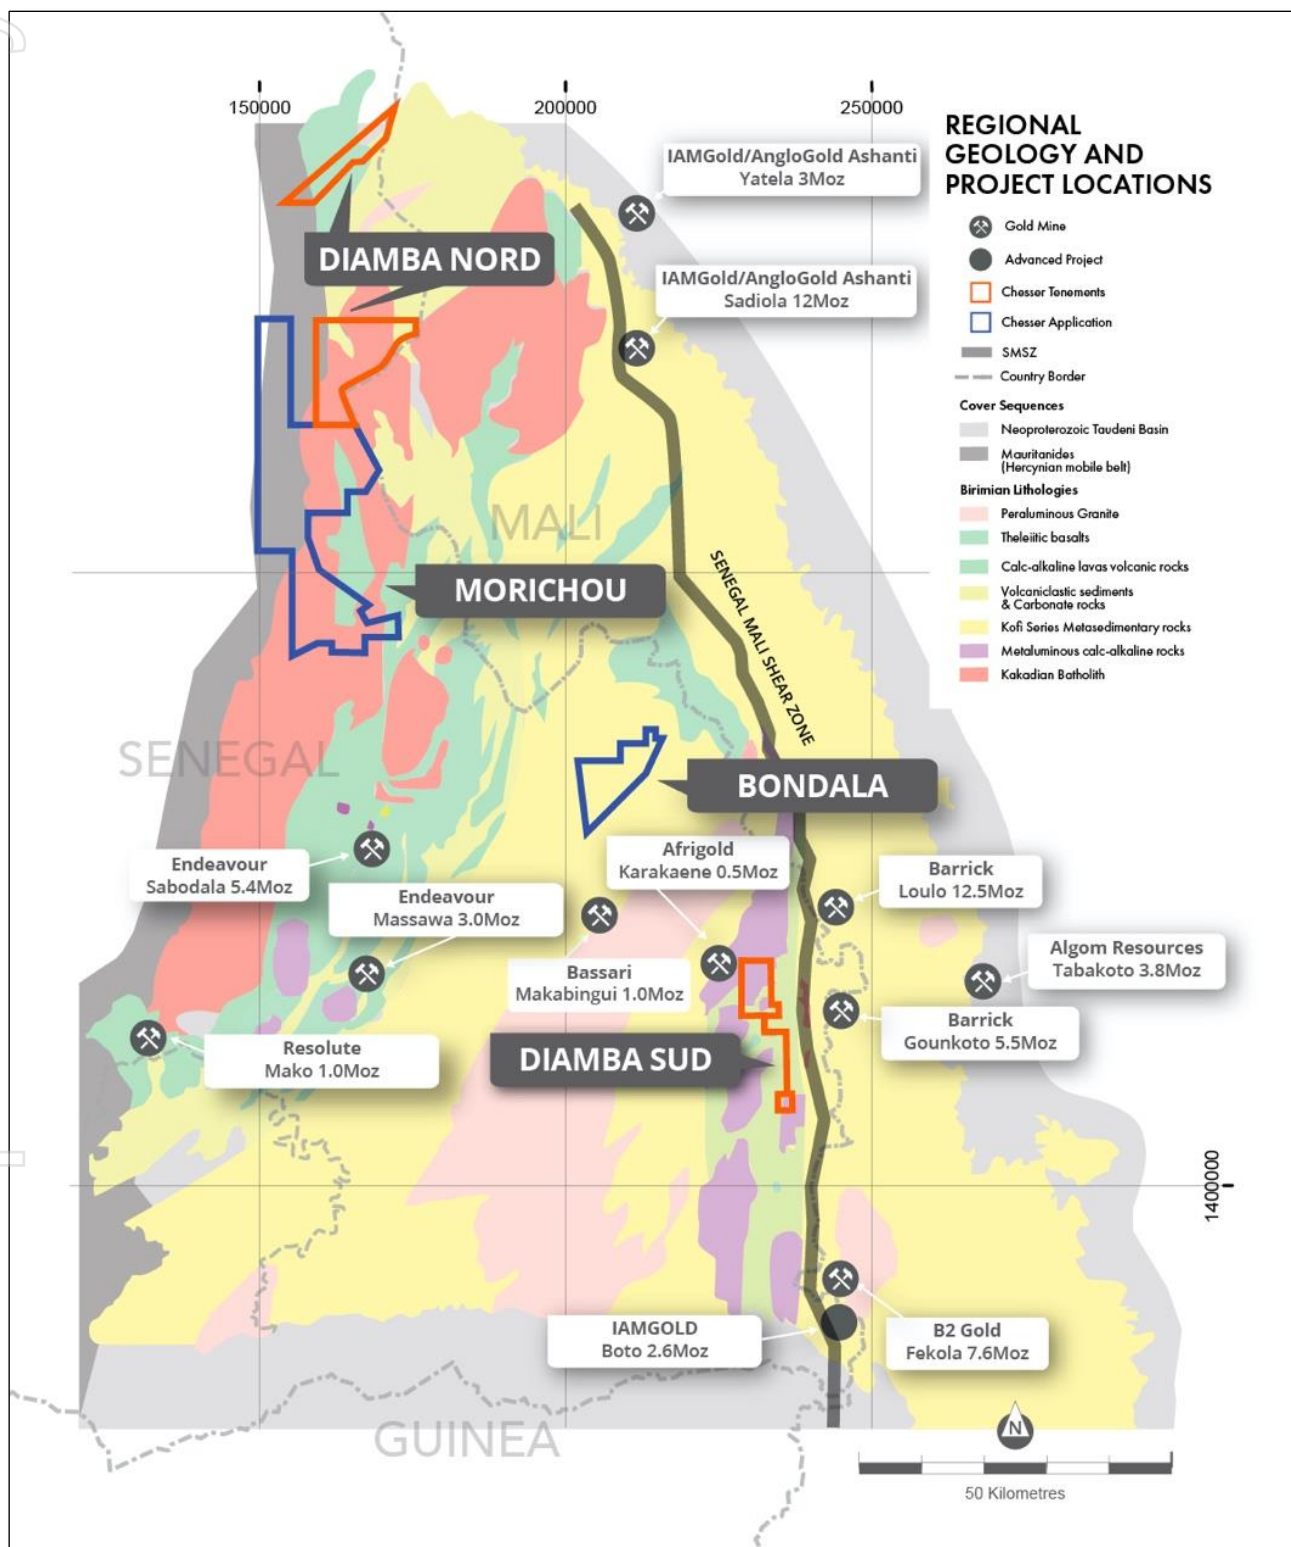 150000
200000
250000
REGIONAL
GEOLOGY AND
PROJECT LOCATIONS
Gold Mine
Advanced Project
Chesser Tenements
Chesser Application
SMSZ
Country Border
Cover Sequences
Neoproterozoic Taudeni Basin
Mauritanides
(Hercynian mobile belt)
Birimian Lithologies
Peraluminous Granite
Theleiitic basalts
Calc-alkaline lavas volcanic rocks
Volcaniclastic sediments
& Carbonate rocks
Kofi Series Metasedimentary rocks
Metaluminous calc-alkaline rocks
Kakadian Batholith
IAMGold/AngloGold Ashanti
Yatela 3Moz
DIAMBA NORD
IAMGold/AngloGold Ashanti
Sadiola 12Moz
MALI
SENEGAL MALI SHEAR ZONE
MORICHOU
SENEGAL
BONDALA
Endeavour
Sabodala 5.4Moz
Afrigold
Karakaene 0.5Moz
Barrick
Loulo 12.5Moz
Endeavour
Massawa 3.0Moz
Algom Resources
Tabakoto 3.8Moz
Bassari
Makabingui 1.0Moz
Barrick
Gounkoto 5.5Moz
Resolute
Mako 1.0Moz
DIAMBA SUD
1400000
IAMGOLD
Boto 2.6Moz
B2 Gold
Fekola 7.6Moz
GUINEA
N
50 Kilometres